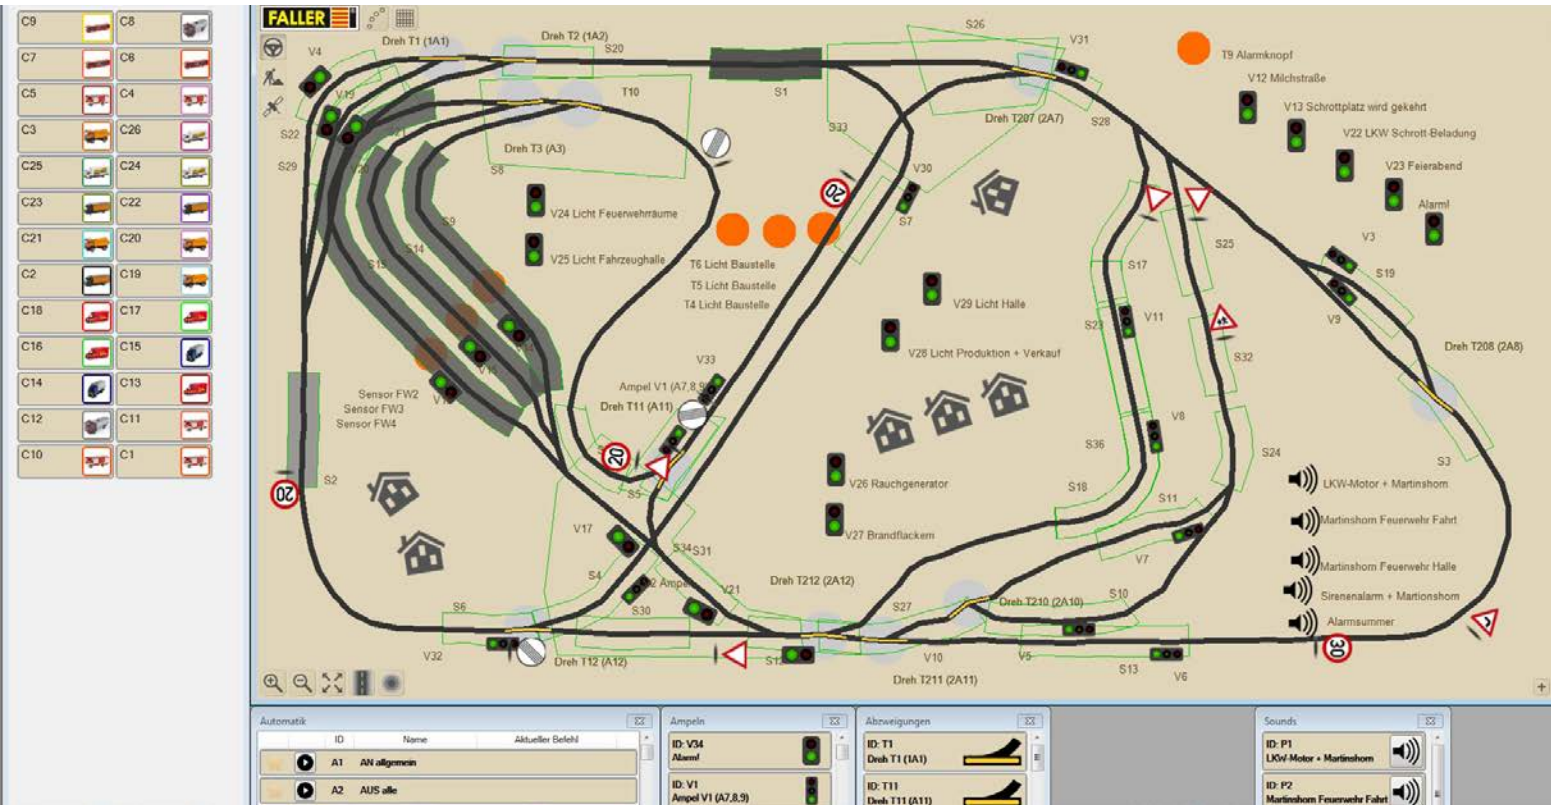 C9
C8
C7
C6
C5
C4
C3
C26
C25
C24
C23
C22
C21
C20
C2
C19
C18
C17
C16
C15
C14
C13
C12
C11
C10
C1
FALLER
S26
V4
Dreh T1 (1A1)
Dreh T2 (1A2)
S20
V31
T9 Alarmknopf
V12 Milchstraße
V19
T10
S1
V13 Schrottplatz wird gekehrt
S22
S21
S33
Dreh T207 (2A7)
S28
V22 LKW Schrott-Beladung
Dreh T3 (A3)
S29
V20
S8
V30
V23 Feierabend
20
Alarm!
V24 Licht Feuerwehrräume
S9
S7
V3
S14
S25
V25 Licht Fahrzeughalle
S15
T6 Licht Baustelle
S17
S19
T5 Licht Baustelle
T4 Licht Baustelle
V29 Licht Halle
V11
S23
V9
V28 Licht Produktion + Verkauf
S32
Dreh T208 (2A8)
V33
Ampel V1 (A7,8,9)
Sensor FW2
Sensor FW3
Sensor FW4
Dreh T11 (A11)
V8
S36
S24
20
S3
S2
20
S5
V26 Rauchgenerator
S18
S11
LKW-Motor + Martinshorn
V17
V27 Brandflackern
Martinshorn Feuerwehr Fahrt
S34
S31
V7
Martinshorn Feuerwehr Halle
S4
V21
Dreh T212 (2A12)
S10
Sirenenalarm + Martionshorn
S6
S30
S27
Dreh T210 (2A10)
Alarmsummer
V32
Dreh T12 (A12)
S12
V10
V5
S13
V6
30
Dreh T211 (2A11)
Automatik
ID
Name
Aktueller Befehl
A1
AN allgemein
A2
AUS alle
Ampeln
ID: V34
Alarm!
ID: V1
Ampel V1 (A7,8,9)
Abzweigungen
ID: T1
Dreh T1 (1A1)
ID: T11
Dreh T11 (A11)
Sounds
ID: P1
LKW-Motor + Martinshorn
ID: P2
Martinshorn Feuerwehr Fahrt